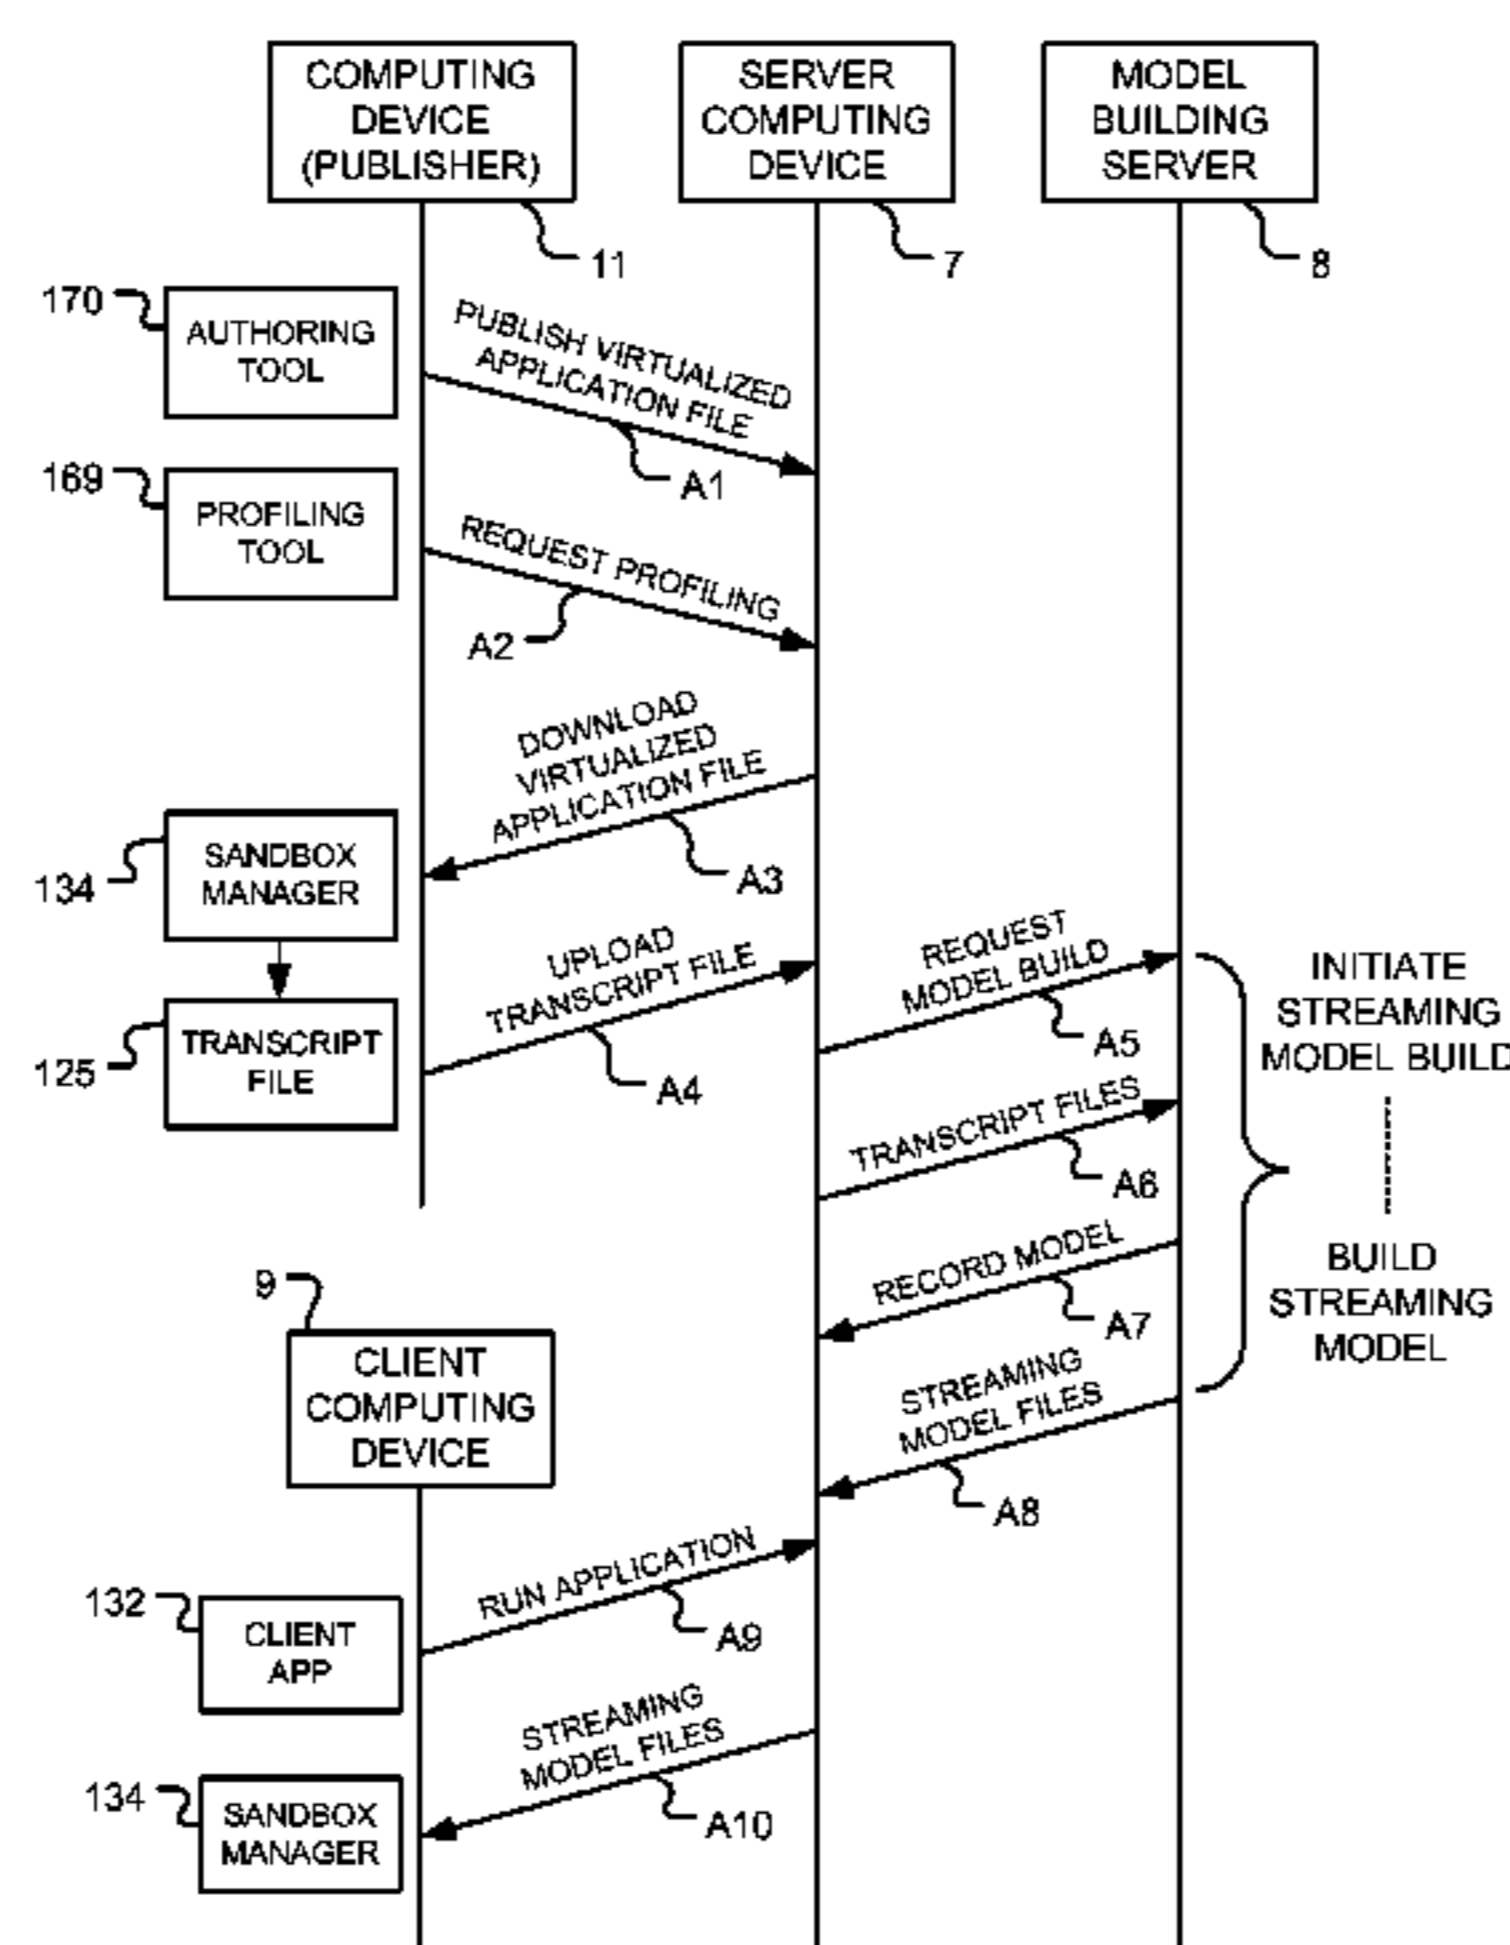 COMPUTING
DEVICE
(PUBLISHER)
SERVER
COMPUTING
DEVICE
MODEL
BUILDING
SERVER
11
7
8
170
AUTHORING
TOOL
PUBLISH VIRTUALIZED
APPLICATION FILE
A1
169
PROFILING
TOOL
REQUEST PROFILING
A2
DOWNLOAD
VIRTUALIZED
APPLICATION FILE
A3
134
SANDBOX
MANAGER
UPLOAD
TRANSCRIPT FILE
A4
125
TRANSCRIPT
FILE
REQUEST
MODEL BUILD
A5
INITIATE
STREAMING
MODEL BUILD
TRANSCRIPT FILES
A6
RECORD MODEL
A7
BUILD
STREAMING
MODEL
STREAMING
MODEL FILES
A8
9
CLIENT
COMPUTING
DEVICE
RUN APPLICATION
A9
132
CLIENT
APP
STREAMING
MODEL FILES
A10
134
SANDBOX
MANAGER